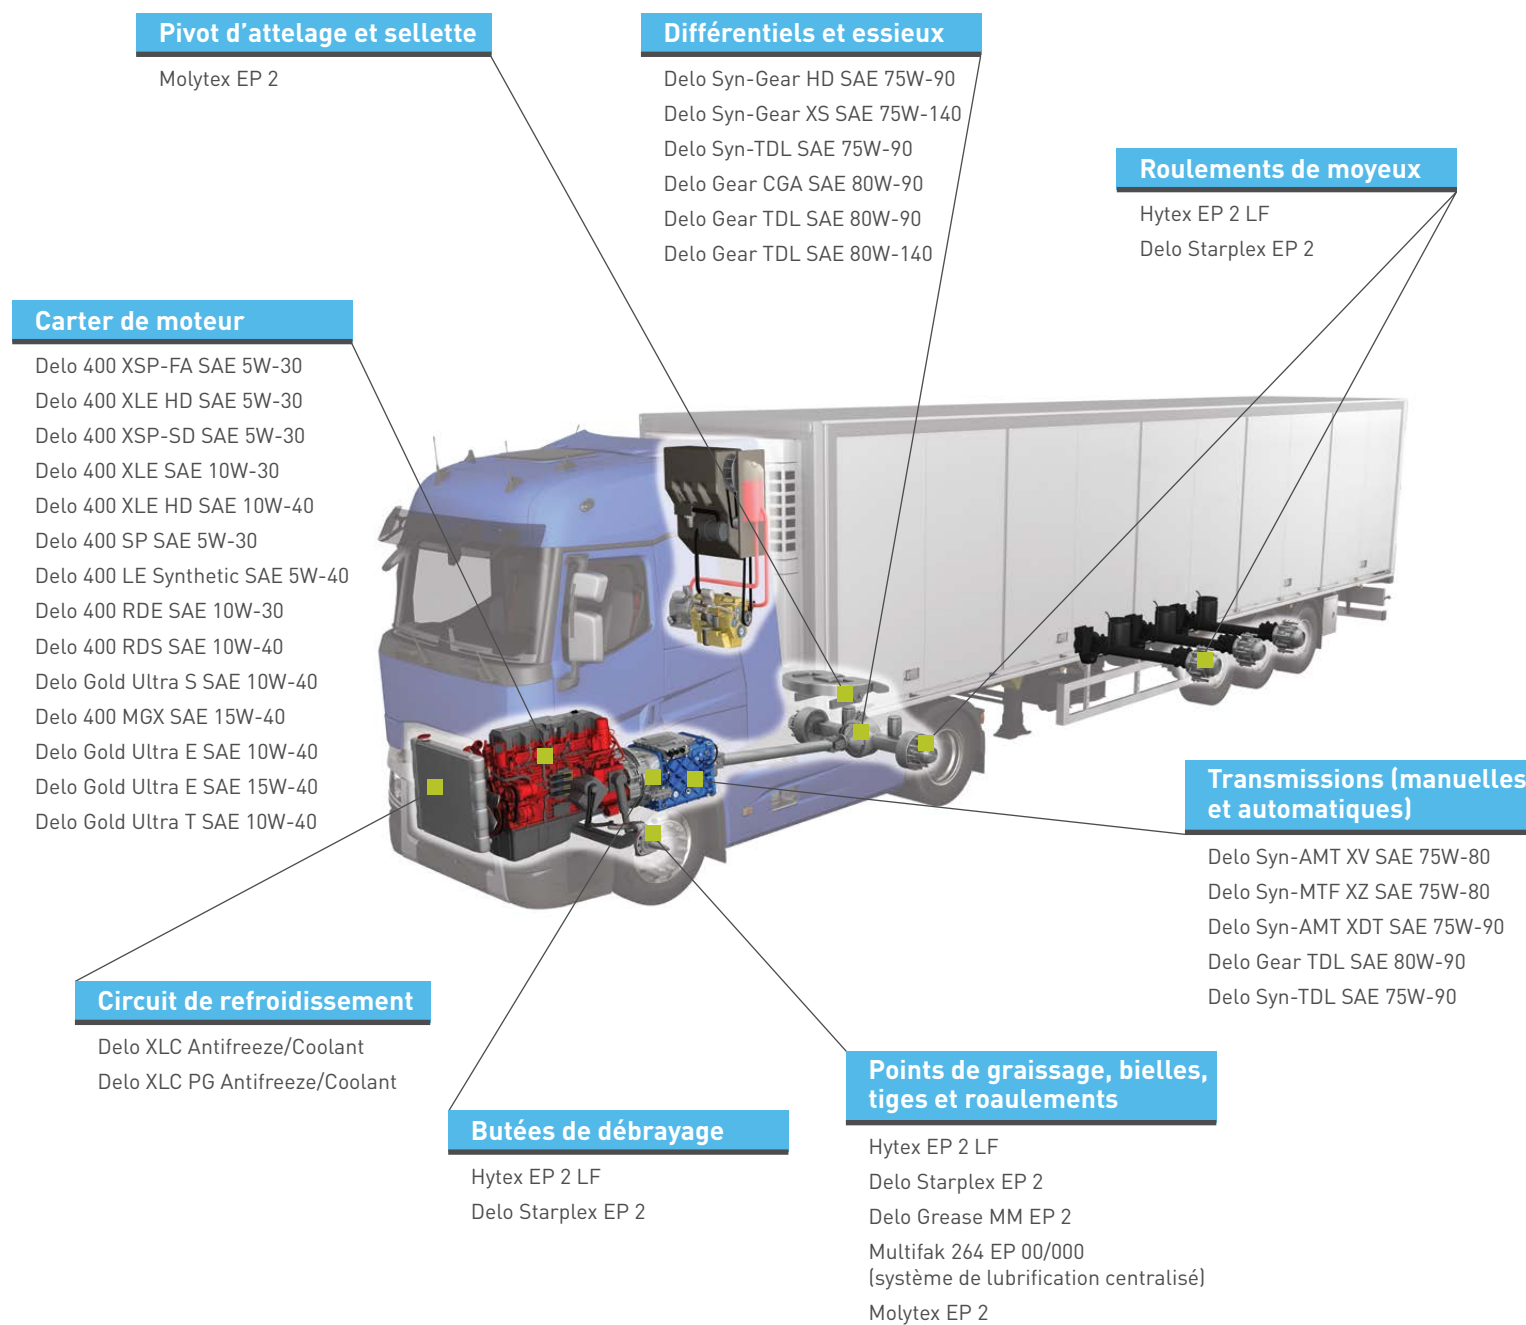 Pivot d’attelage et sellette
Molytex EP 2
Différentiels et essieux
Delo Syn-Gear HD SAE 75W-90
Delo Syn-Gear XS SAE 75W-140
Delo Syn-TDL SAE 75W-90
Delo Gear CGA SAE 80W-90
Delo Gear TDL SAE 80W-90
Delo Gear TDL SAE 80W-140
Roulements de moyeux
Hytex EP 2 LF
Delo Starplex EP 2
Carter de moteur
Delo 400 XSP-FA SAE 5W-30
Delo 400 XLE HD SAE 5W-30
Delo 400 XSP-SD SAE 5W-30
Delo 400 XLE SAE 10W-30
Delo 400 XLE HD SAE 10W-40
Delo 400 SP SAE 5W-30
Delo 400 LE Synthetic SAE 5W-40
Delo 400 RDE SAE 10W-30
Delo 400 RDS SAE 10W-40
Delo Gold Ultra S SAE 10W-40
Delo 400 MGX SAE 15W-40
Delo Gold Ultra E SAE 10W-40
Delo Gold Ultra E SAE 15W-40
Delo Gold Ultra T SAE 10W-40
Transmissions (manuelles
et automatiques)
Delo Syn-AMT XV SAE 75W-80
Delo Syn-MTF XZ SAE 75W-80
Delo Syn-AMT XDT SAE 75W-90
Delo Gear TDL SAE 80W-90
Delo Syn-TDL SAE 75W-90
Circuit de refroidissement
Delo XLC Antifreeze/Coolant
Delo XLC PG Antifreeze/Coolant
Butées de débrayage
Hytex EP 2 LF
Delo Starplex EP 2
Points de graissage, bielles,
tiges et roaulements
Hytex EP 2 LF
Delo Starplex EP 2
Delo Grease MM EP 2
Multifak 264 EP 00/000
(système de lubrification centralisé)
Molytex EP 2